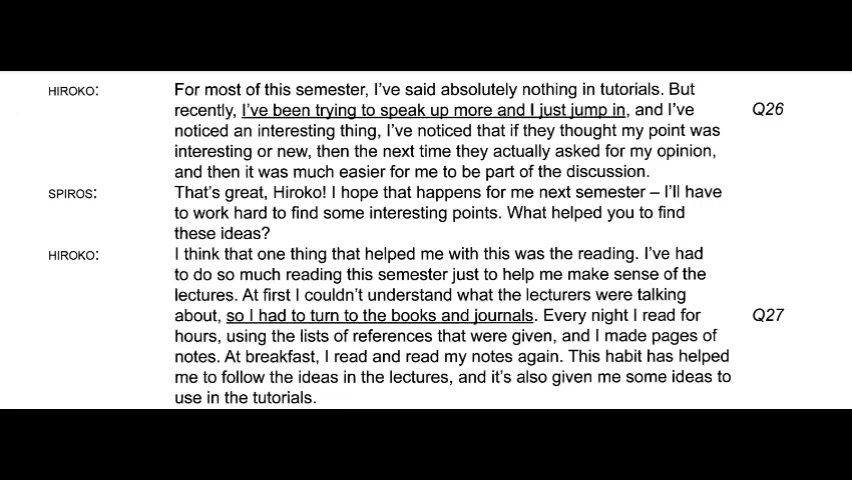 HIROKO: For most of this semester, I've said absolutely nothing in tutorials. But
recently, I've been trying to speak up more and I just jump in, and I've Q26
noticed an interesting thing, I've noticed that if they thought my point was
interesting or new, then the next time they actually asked for my opinion,
and then it was much easier for me to be part of the discussion.
SPIROS: That's great, Hiroko! I hope that happens for me next semester – I'll have
to work hard to find some interesting points. What helped you to find
these ideas?
HIROKO: I think that one thing that helped me with this was the reading. I've had
to do so much reading this semester just to help me make sense of the
lectures. At first I couldn't understand what the lecturers were talking
about, so I had to turn to the books and journals. Every night I read for Q27
hours, using the lists of references that were given, and I made pages of
notes. At breakfast, I read and read my notes again. This habit has helped
me to follow the ideas in the lectures, and it's also given me some ideas to
use in the tutorials.